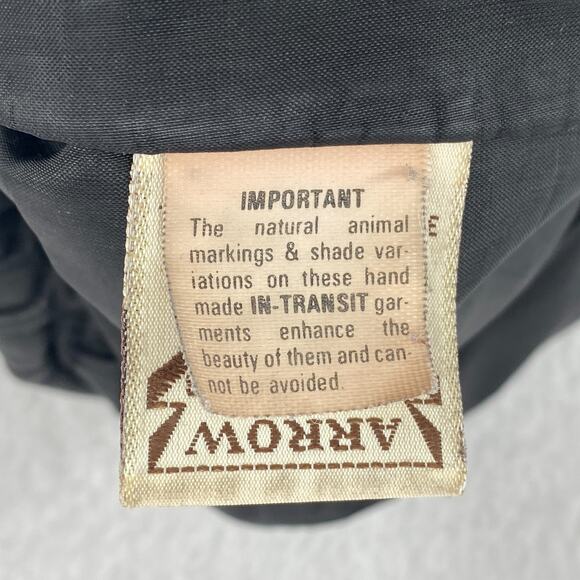 IMPORTANT
The natural animal
markings & shade var-
iations on these hand
made IN-TRANSIT gar-
ments enhance the
beauty of them and can-
not be avoided.
E
ARROW